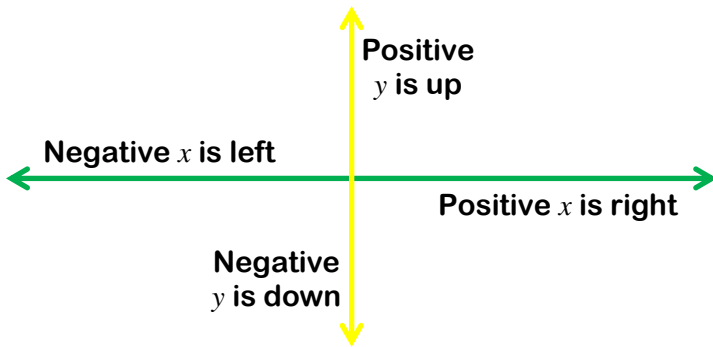 Positive
y is up
Negative x is left
Positive x is right
Negative
y is down